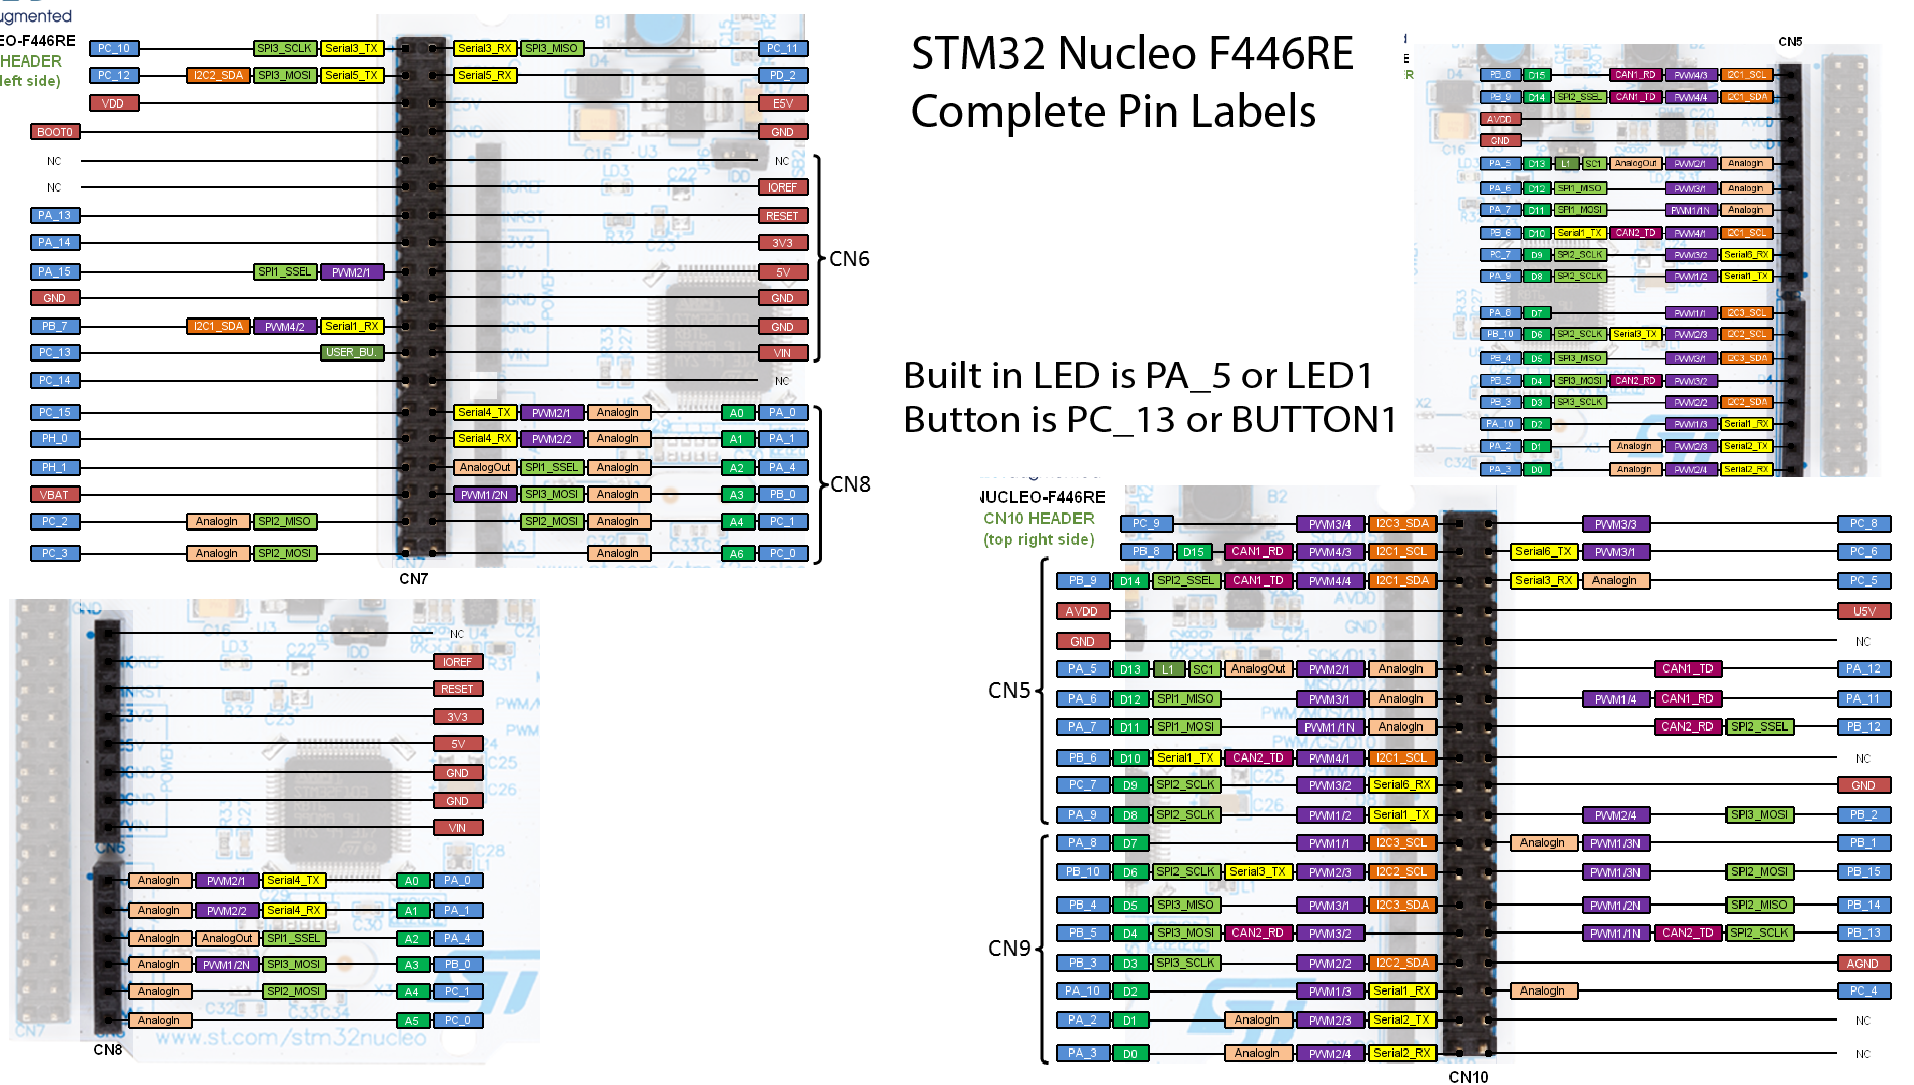 ugmented
EO-F446RE
HEADER
left side)
PC_10 SPI3_SCLK Serial3_TX Serial3_RX SPI3_MISO PC_11
PC_12 I2C2_SDA SPI3_MOSI Serial5_TX Serial5_RX PD_2
VDD E5V
BOOT0 GND
NC NC
NC IOREF
PA_13 RESET
PA_14 3V3
PA_15 SPI1_SSEL PWM2/1 5V
GND GND
PB_7 I2C1_SDA PWM4/2 Serial1_RX GND
PC_13 USER_BU. VIN
PC_14 NC
CN6
PC_15 Serial4_TX PWM2/1 AnalogIn A0 PA_0
PH_0 Serial4_RX PWM2/2 AnalogIn A1 PA_1
PH_1 AnalogOut SPI1_SSEL AnalogIn A2 PA_4
VBAT PWM1/2N SPI3_MOSI AnalogIn A3 PB_0
PC_2 AnalogIn SPI2_MISO SPI2_MOSI AnalogIn A4 PC_1
PC_3 AnalogIn SPI2_MOSI AnalogIn A6 PC_0
CN8
CN7
STM32 Nucleo F446RE
Complete Pin Labels
Built in LED is PA_5 or LED1
Button is PC_13 or BUTTON1
CN5
PB_8 D15 CAN1_RD PWM4/3 I2C1_SCL
PB_9 D14 SPI2_SSEL CAN1_TD PWM4/4 I2C1_SDA
AVDD
GND
PA_5 D13 L1 SC1 AnalogOut PWM2/1 AnalogIn
PA_6 D12 SPI1_MISO PWM3/1 AnalogIn
PA_7 D11 SPI1_MOSI PWM1/1N AnalogIn
PB_6 D10 Serial1_TX CAN2_TD PWM4/1 I2C1_SCL
PC_7 D9 SPI2_SCLK PWM3/2 Serial6_RX
PA_9 D8 SPI2_SCLK PWM1/2 Serial1_TX
PA_8 D7 PWM1/1 I2C3_SCL
PB_10 D6 SPI2_SCLK Serial3_TX PWM2/3 I2C2_SCL
PB_4 D5 SPI3_MISO PWM3/1 I2C3_SDA
PB_5 D4 SPI3_MOSI CAN2_RD PWM3/2
PB_3 D3 SPI3_SCLK PWM2/2 I2C2_SDA
PA_10 D2 PWM1/3 Serial1_RX
PA_2 D1 AnalogIn PWM2/3 Serial2_TX
PA_3 D0 AnalogIn PWM2/4 Serial2_RX
NC
IOREF
RESET
3V3
5V
GND
GND
VIN
CN6
AnalogIn PWM2/1 Serial4_TX A0 PA_0
AnalogIn PWM2/2 Serial4_RX A1 PA_1
AnalogIn AnalogOut SPI1_SSEL A2 PA_4
AnalogIn PWM1/2N SPI3_MOSI A3 PB_0
AnalogIn SPI2_MOSI A4 PC_1
AnalogIn A5 PC_0
www.st.com/stm32nucleo
CN7
CN8
NUCLEO-F446RE
CN10 HEADER
(top right side)
PC_9 PWM3/4 I2C3_SDA PWM3/3 PC_8
PB_8 D15 CAN1_RD PWM4/3 I2C1_SCL Serial6_TX PWM3/1 PC_6
PB_9 D14 SPI2_SSEL CAN1_TD PWM4/4 I2C1_SDA Serial3_RX AnalogIn PC_5
AVDD U5V
GND NC
PA_5 D13 L1 SC1 AnalogOut PWM2/1 AnalogIn CAN1_TD PA_12
CN5
PA_6 D12 SPI1_MISO PWM3/1 AnalogIn PWM1/4 CAN1_RD PA_11
PA_7 D11 SPI1_MOSI PWM1/1N AnalogIn CAN2_RD SPI2_SSEL PB_12
PB_6 D10 Serial1_TX CAN2_TD PWM4/1 I2C1_SCL NC
PC_7 D9 SPI2_SCLK PWM3/2 Serial6_RX GND
PA_9 D8 SPI2_SCLK PWM1/2 Serial1_TX PWM2/4 SPI3_MOSI PB_2
PA_8 D7 PWM1/1 I2C3_SCL AnalogIn PWM1/3N PB_1
PB_10 D6 SPI2_SCLK Serial3_TX PWM2/3 I2C2_SCL PWM1/3N SPI2_MOSI PB_15
PB_4 D5 SPI3_MISO PWM3/1 I2C3_SDA PWM1/2N SPI2_MISO PB_14
PB_5 D4 SPI3_MOSI CAN2_RD PWM3/2 PWM1/1N CAN2_TD SPI2_SCLK PB_13
CN9
PB_3 D3 SPI3_SCLK PWM2/2 I2C2_SDA AGND
PA_10 D2 PWM1/3 Serial1_RX AnalogIn PC_4
PA_2 D1 AnalogIn PWM2/3 Serial2_TX NC
PA_3 D0 AnalogIn PWM2/4 Serial2_RX NC
CN10